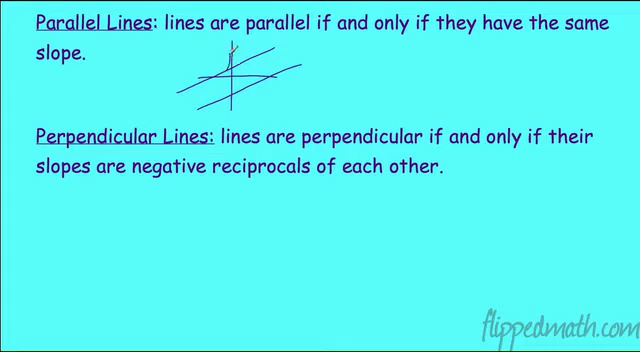 Parallel Lines: lines are parallel if and only if they have the same
slope.
Perpendicular Lines: lines are perpendicular if and only if their
slopes are negative reciprocals of each other.
flippedmath.com